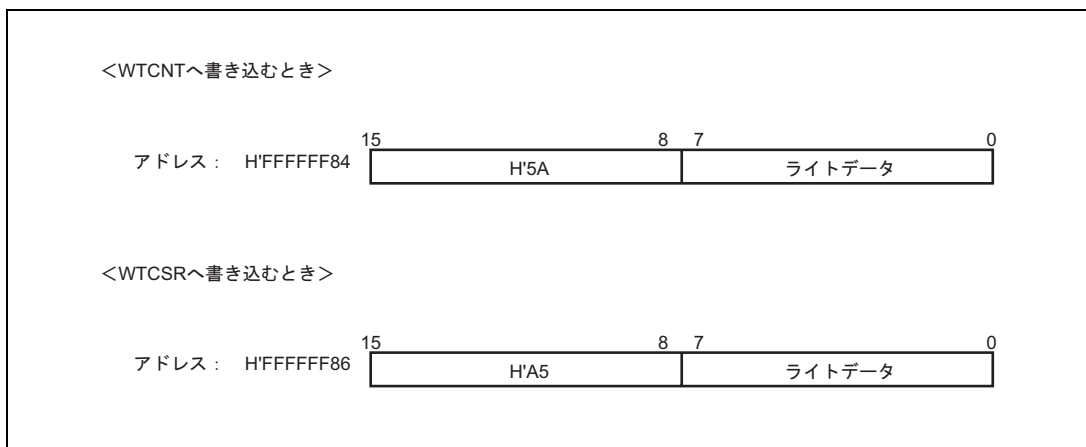 ＜WTCNTへ書き込むとき＞
15 8 7 0
アドレス： H'FFFFFF84 H'5A ライトデータ
＜WTCSRへ書き込むとき＞
15 8 7 0
アドレス： H'FFFFFF86 H'A5 ライトデータ